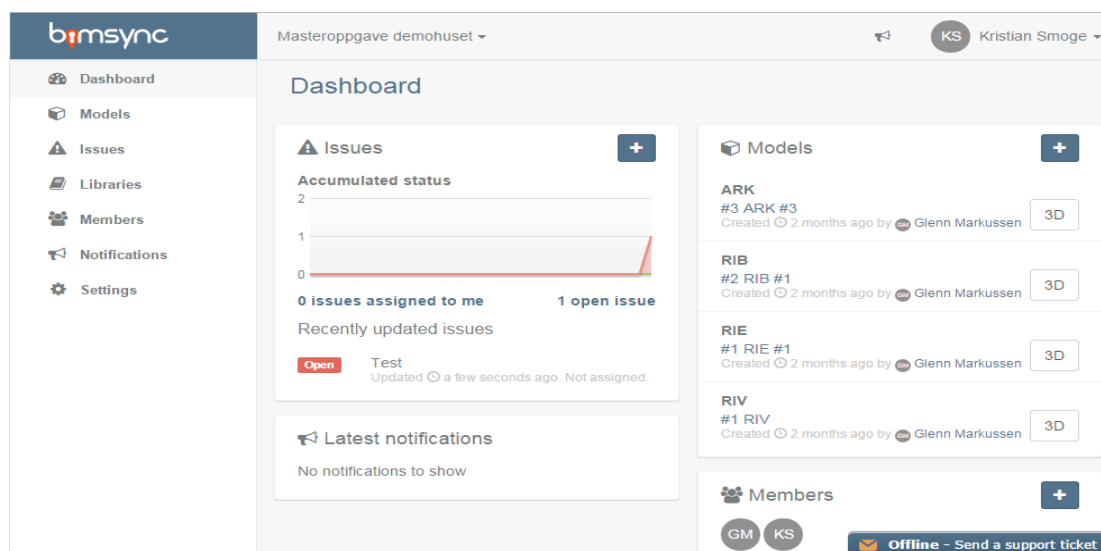 bimsync
Masteroppgave demohuset
KS Kristian Smoge
Dashboard
Models
Issues
Libraries
Members
Notifications
Settings
Dashboard
Issues
+
Accumulated status
2
1
0
0 issues assigned to me 1 open issue
Recently updated issues
Open Test
Updated a few seconds ago. Not assigned.
Latest notifications
No notifications to show
Models
+
ARK
#3 ARK #3
Created 2 months ago by GM Glenn Markussen
3D
RIB
#2 RIB #1
Created 2 months ago by GM Glenn Markussen
3D
RIE
#1 RIE #1
Created 2 months ago by GM Glenn Markussen
3D
RIV
#1 RIV
Created 2 months ago by GM Glenn Markussen
3D
Members
+
GM KS
Offline - Send a support ticket